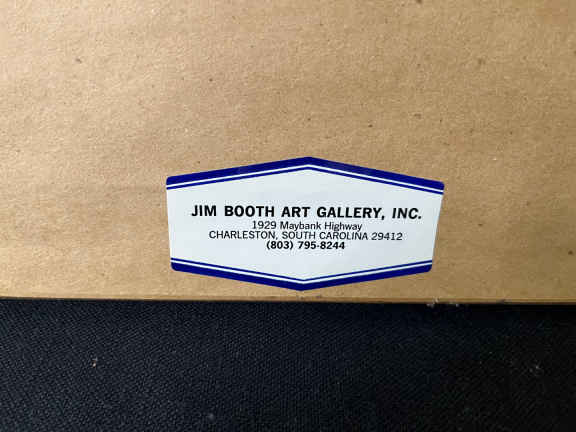 JIM BOOTH ART GALLERY, INC.
1929 Maybank Highway
CHARLESTON, SOUTH CAROLINA 29412
(803) 795-8244